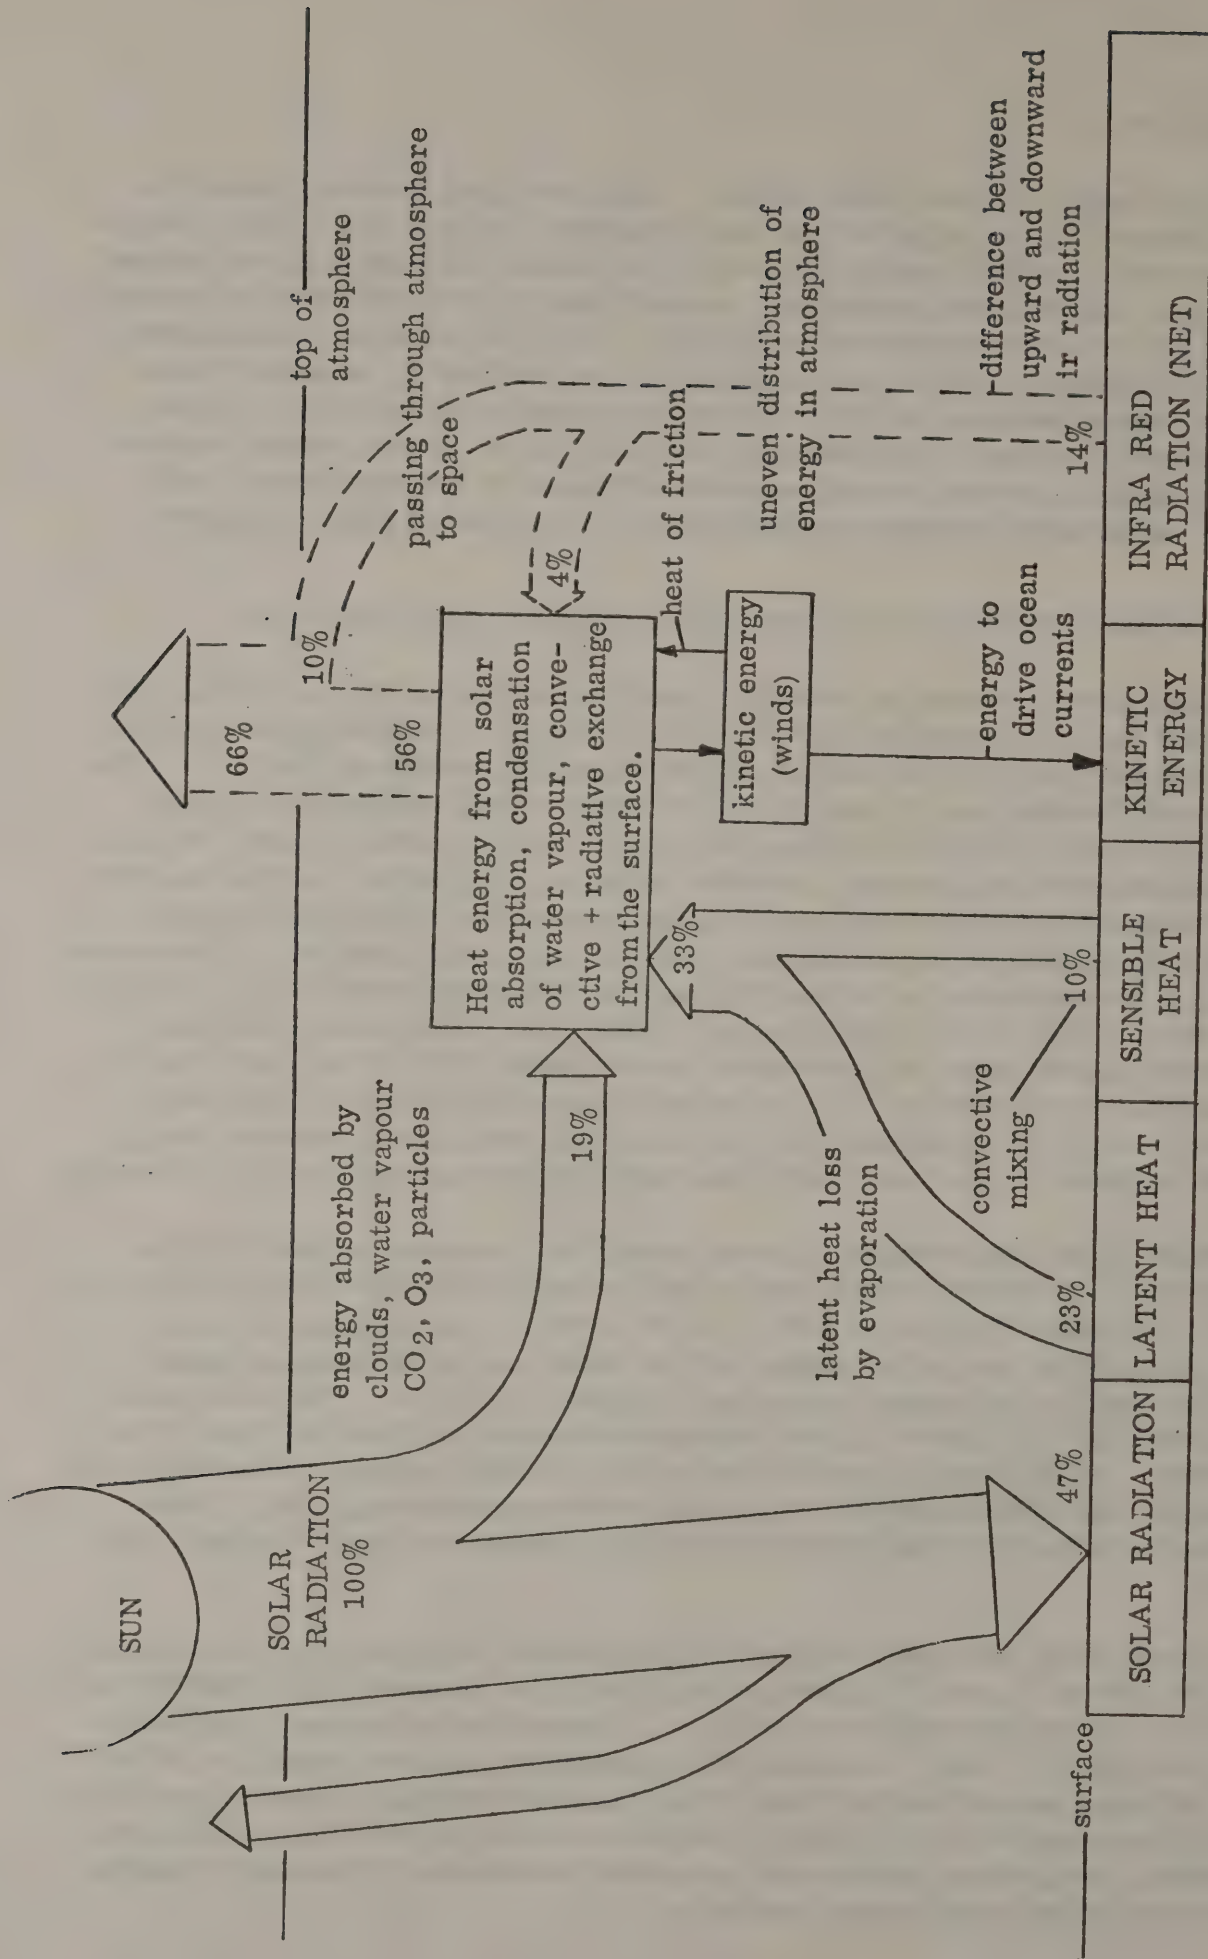 SUN
SOLAR
RADIATION
100%
top of
atmosphere
66%
10%
56%
passing through atmosphere
to space
energy absorbed by
clouds, water vapour
CO2, O3, particles
19%
Heat energy from solar
absorption, condensation
of water vapour, conve-
ctive + radiative exchange
from the surface.
4%
heat of friction
kinetic energy
(winds)
uneven distribution of
energy in atmosphere
33%
latent heat loss
by evaporation
convective
mixing
energy to
drive ocean
currents
difference between
upward and downward
ir radiation
surface
47%
23%
10%
14%
SOLAR RADIATION
LATENT HEAT
SENSIBLE
HEAT
KINETIC
ENERGY
INFRA RED
RADIATION (NET)